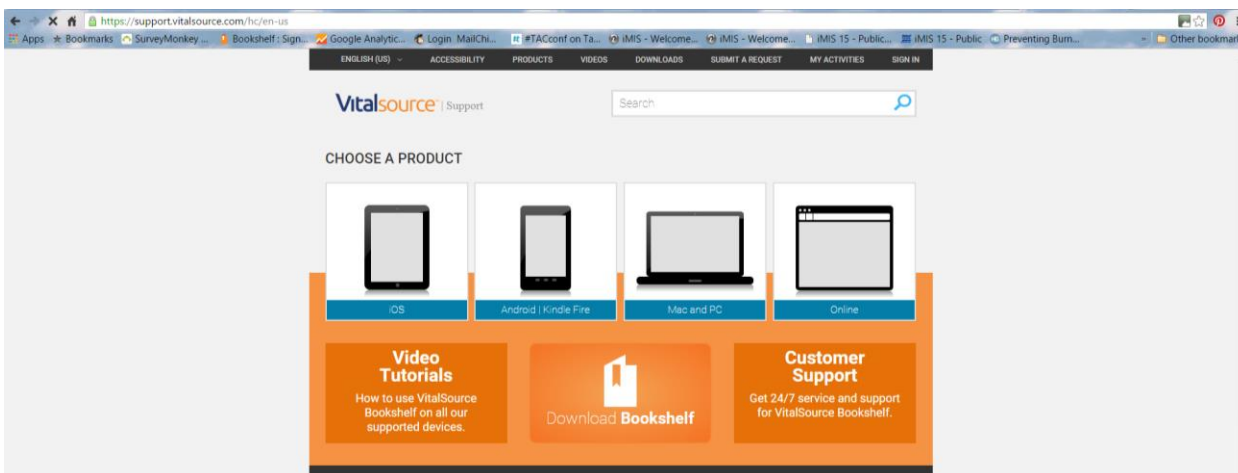 https://support.vitalsource.com/hc/en-us
Apps Bookmarks SurveyMonkey ... Bookshelf : Sign... Google Analytic... Login MailChi... #TACconf on Ta... iMIS - Welcome... iMIS - Welcome... iMIS 15 - Public... iMIS 15 - Public Preventing Burn... Other bookmar
ENGLISH (US) ACCESSIBILITY PRODUCTS VIDEOS DOWNLOADS SUBMIT A REQUEST MY ACTIVITIES SIGN IN
Vitalsource | Support Search
CHOOSE A PRODUCT
iOS Android | Kindle Fire Mac and PC Online
Video
Tutorials
How to use VitalSource
Bookshelf on all our
supported devices.
Download Bookshelf
Customer
Support
Get 24/7 service and support
for VitalSource Bookshelf.